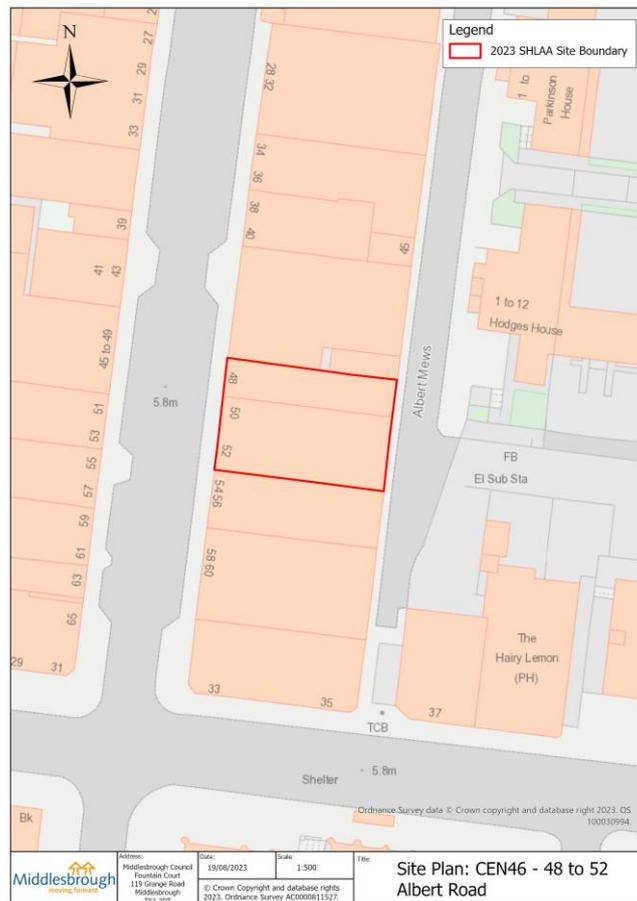 N
Legend
2023 SHLAA Site Boundary
27
29
31
33
39
41
43
45 to 49
51
53
55
57
59
61
63
65
29
31
28 32
34
36
38
40
46
48
50
52
54 56
58 60
33
35
37
5.8m
Albert Mews
1 to
Parkinson
House
1 to 12
Hodges House
FB
El Sub Sta
The
Hairy Lemon
(PH)
TCB
Shelter
5.8m
Bk
Ordnance Survey data © Crown copyright and database right 2023. OS
100030994.
Middlesbrough
moving forward
Address:
Middlesbrough Council
Fountain Court
119 Grange Road
Middlesbrough
Date:
19/08/2023
Scale:
1:500
© Crown Copyright and database rights
2023. Ordnance Survey AC0000811527.
Title:
Site Plan: CEN46 - 48 to 52
Albert Road